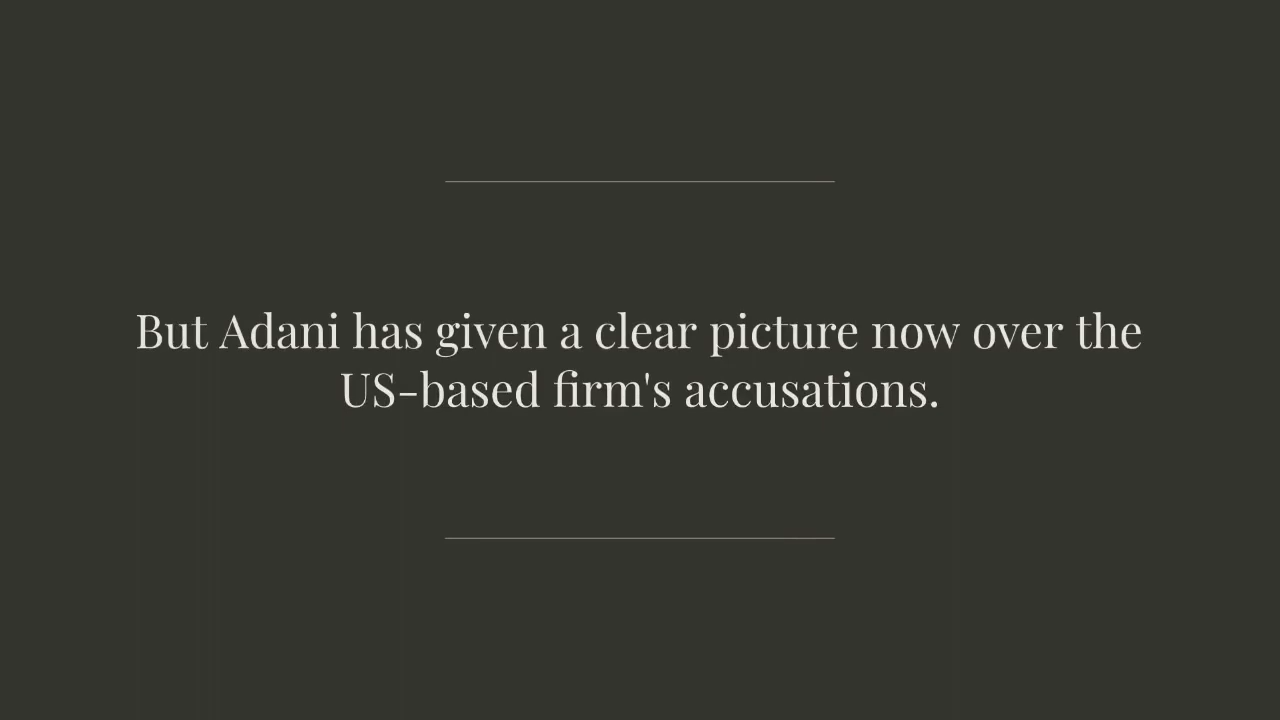 But Adani has given a clear picture now over the
US-based firm's accusations.